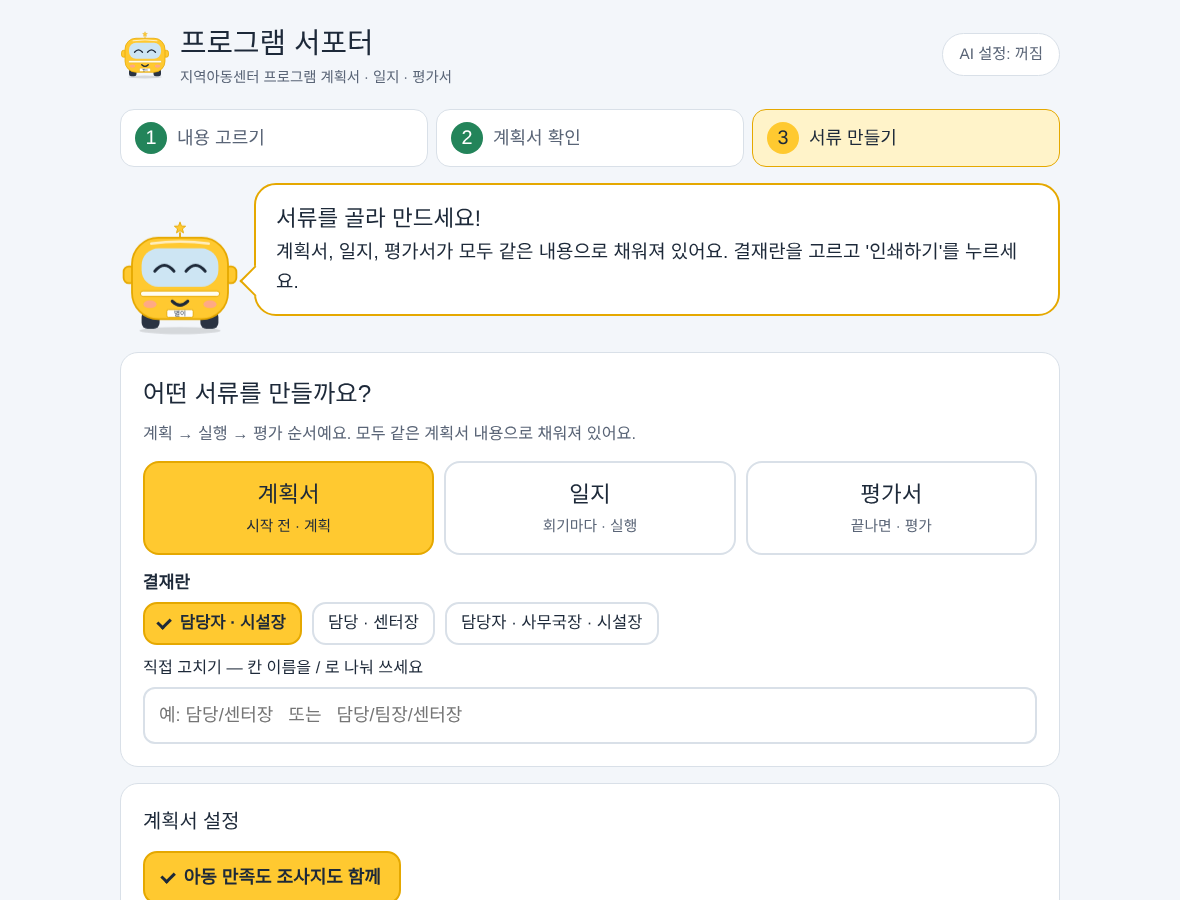 프로그램 서포터
지역아동센터 프로그램 계획서 · 일지 · 평가서
AI 설정: 꺼짐
1 내용 고르기
2 계획서 확인
3 서류 만들기
서류를 골라 만드세요!
계획서, 일지, 평가서가 모두 같은 내용으로 채워져 있어요. 결재란을 고르고 '인쇄하기'를 누르세
요.
어떤 서류를 만들까요?
계획 → 실행 → 평가 순서예요. 모두 같은 계획서 내용으로 채워져 있어요.
계획서
시작 전 · 계획
일지
회기마다 · 실행
평가서
끝나면 · 평가
결재란
담당자 · 시설장
담당 · 센터장
담당자 · 사무국장 · 시설장
직접 고치기 — 칸 이름을 / 로 나눠 쓰세요
예: 담당/센터장 또는 담당/팀장/센터장
계획서 설정
아동 만족도 조사지도 함께